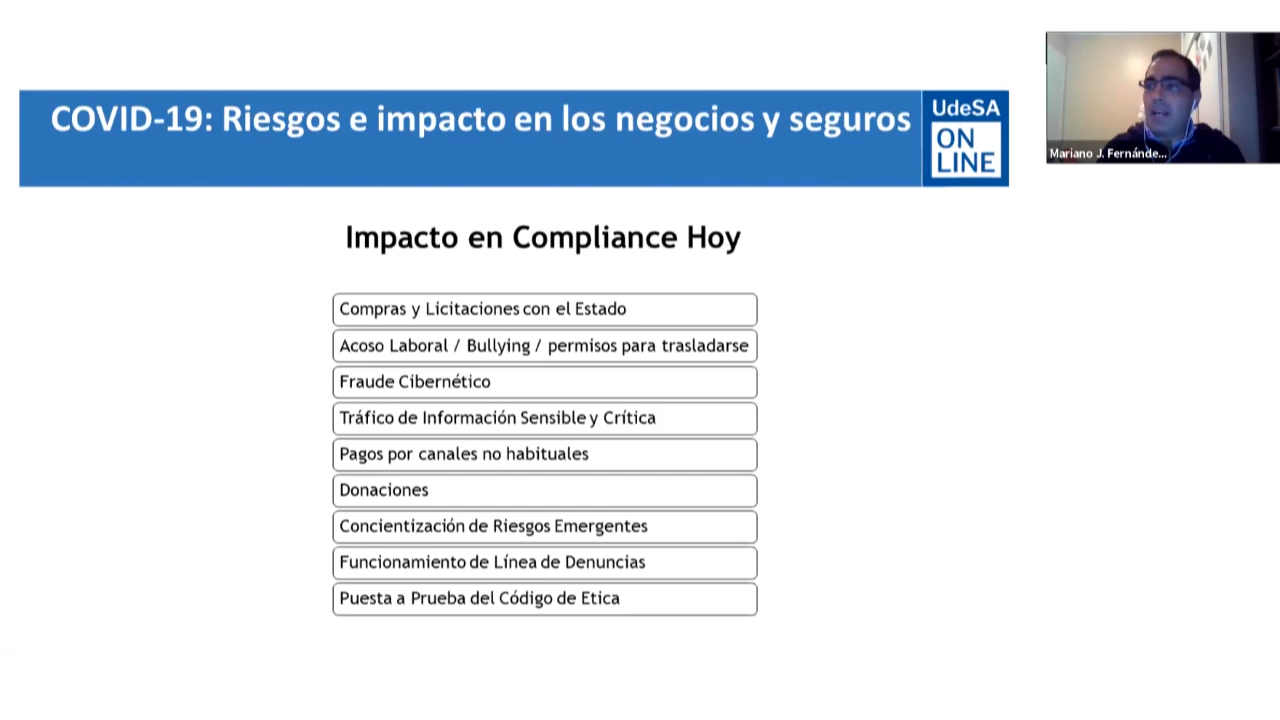 COVID-19: Riesgos e impacto en los negocios y seguros
UdeSA
ON
LINE
Mariano J. Fernánde...
Impacto en Compliance Hoy
Compras y Licitaciones con el Estado
Acoso Laboral / Bullying / permisos para trasladarse
Fraude Cibernético
Tráfico de Información Sensible y Crítica
Pagos por canales no habituales
Donaciones
Concientización de Riesgos Emergentes
Funcionamiento de Línea de Denuncias
Puesta a Prueba del Código de Etica